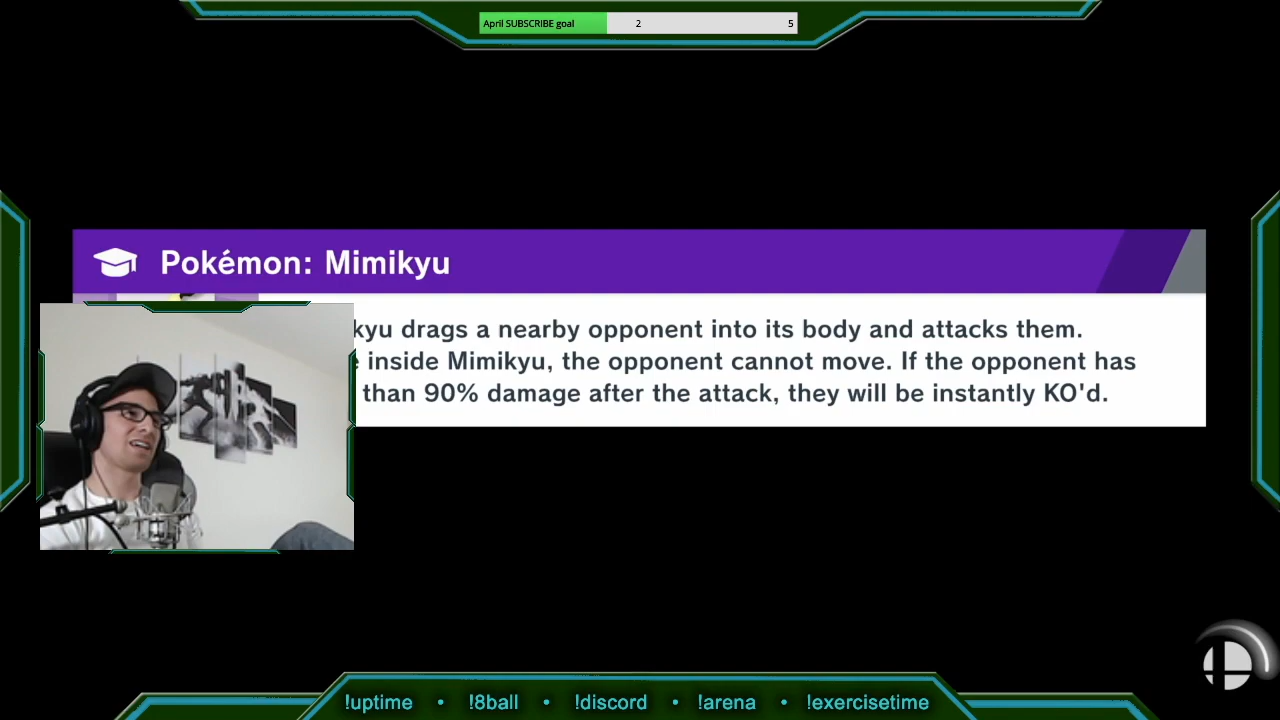 April SUBSCRIBE goal 2 5
Pokémon: Mimikyu
kyu drags a nearby opponent into its body and attacks them.
inside Mimikyu, the opponent cannot move. If the opponent has
than 90% damage after the attack, they will be instantly KO'd.
!uptime • !8ball • !discord • !arena • !exercisetime